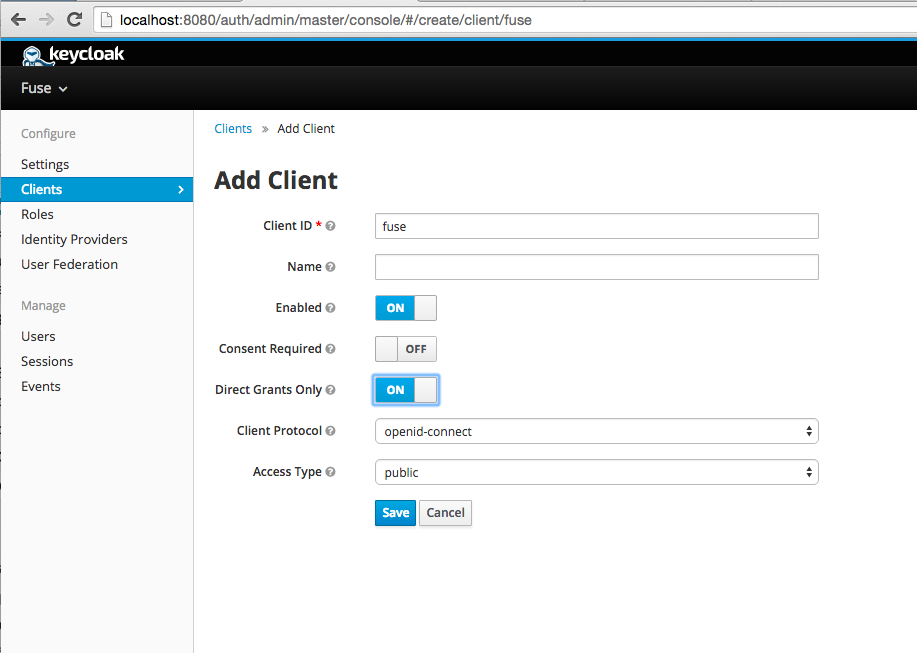 localhost:8080/auth/admin/master/console/#/create/client/fuse
keycloak
Fuse
Configure
Settings
Clients
Roles
Identity Providers
User Federation
Manage
Users
Sessions
Events
Clients » Add Client
Add Client
Client ID * fuse
Name
Enabled ON
Consent Required OFF
Direct Grants Only ON
Client Protocol openid-connect
Access Type public
Save Cancel